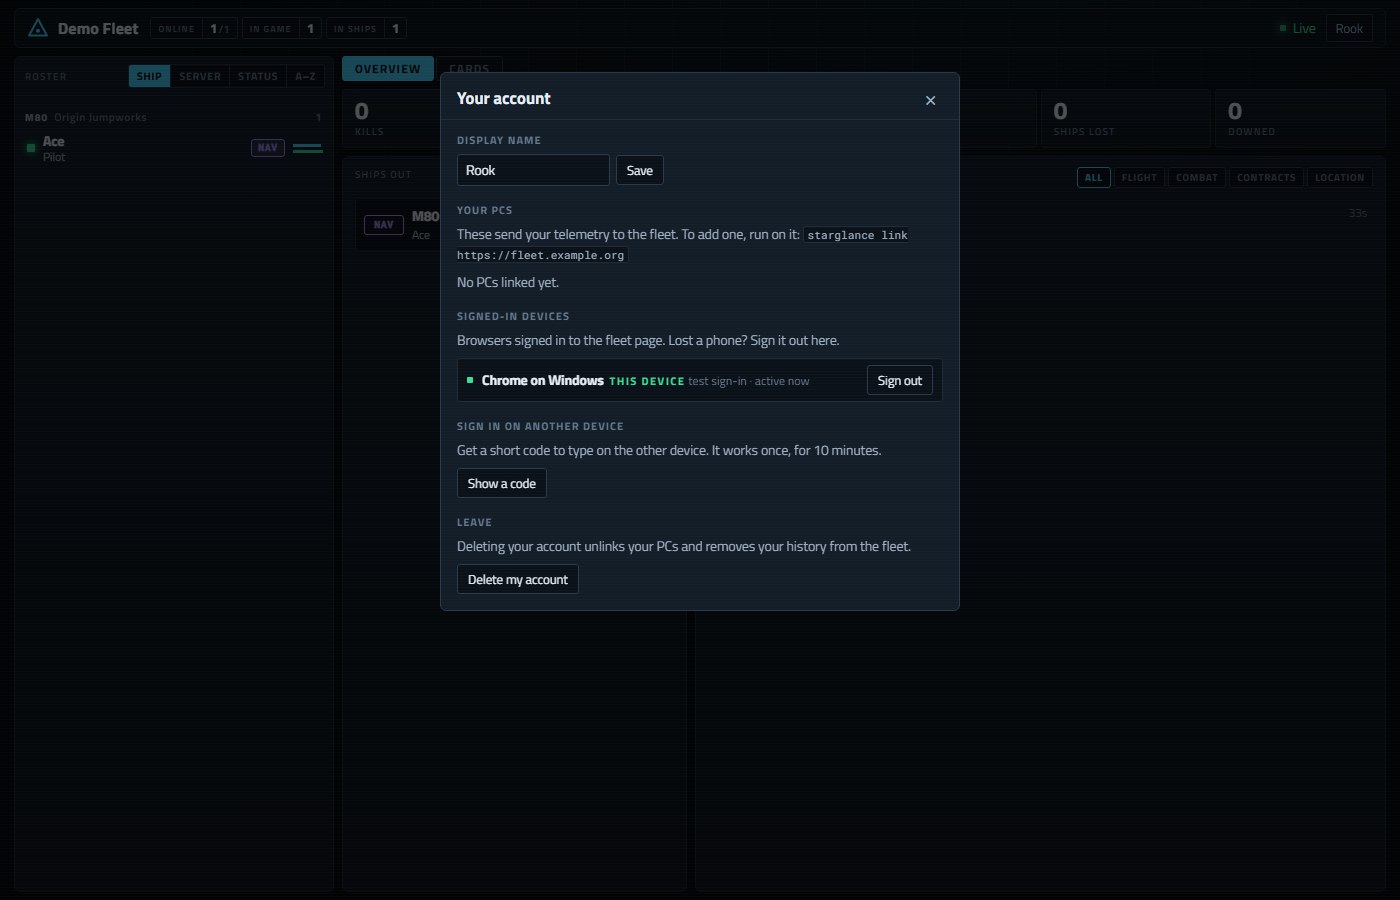 Demo Fleet ONLINE 1/1 IN GAME 1 IN SHIPS 1 Live Rook
ROSTER SHIP SERVER STATUS A–Z
M80 Origin Jumpworks 1
Ace
Pilot
NAV
OVERVIEW CARDS
0
KILLS
0
SHIPS LOST
0
DOWNED
SHIPS OUT
NAV M80
Ace
ALL FLIGHT COMBAT CONTRACTS LOCATION
33s
Your account ×
DISPLAY NAME
Rook Save
YOUR PCS
These send your telemetry to the fleet. To add one, run on it: starglance link
https://fleet.example.org
No PCs linked yet.
SIGNED-IN DEVICES
Browsers signed in to the fleet page. Lost a phone? Sign it out here.
Chrome on Windows THIS DEVICE test sign-in · active now Sign out
SIGN IN ON ANOTHER DEVICE
Get a short code to type on the other device. It works once, for 10 minutes.
Show a code
LEAVE
Deleting your account unlinks your PCs and removes your history from the fleet.
Delete my account